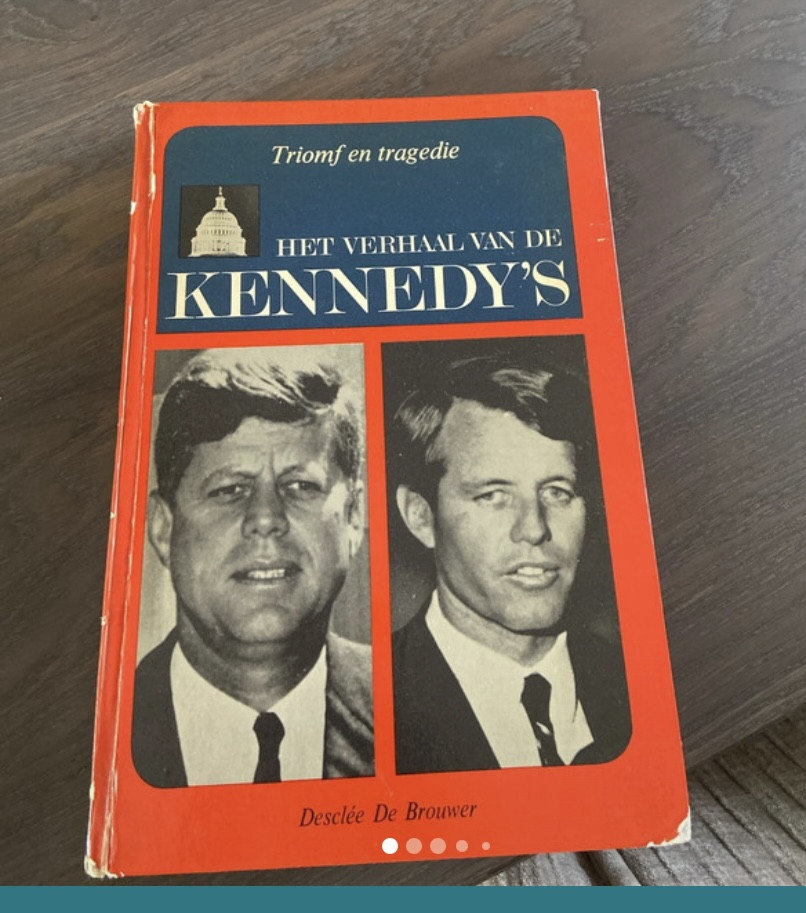 Triomf en tragedie
HET VERHAAL VAN DE
KENNEDY'S
Desclée De Brouwer